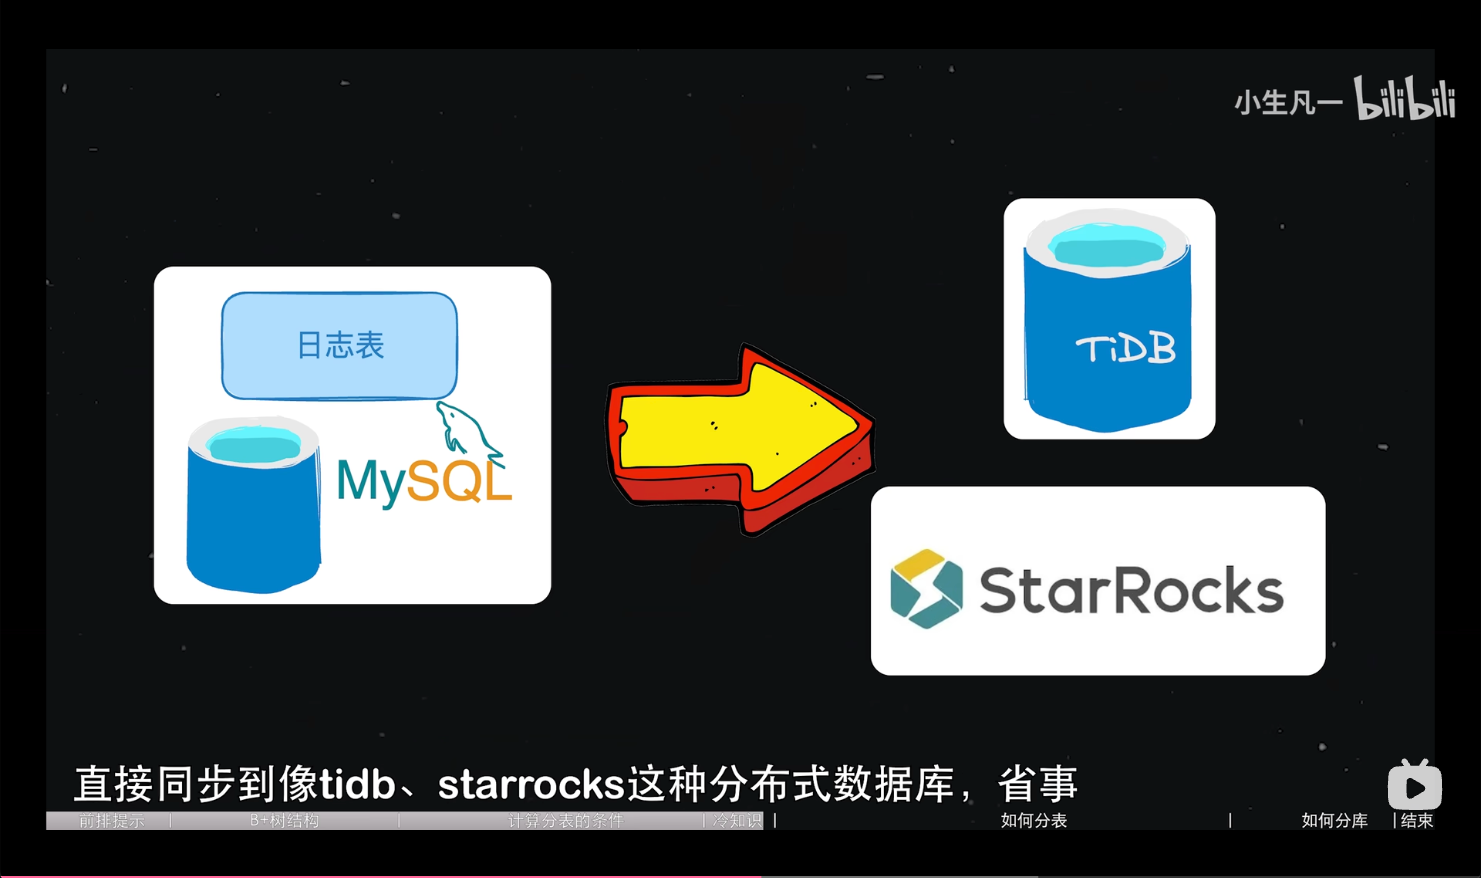 小生凡一 bilibili
日志表
MySQL
TiDB
StarRocks
直接同步到像tidb、starrocks这种分布式数据库，省事
前排提示 | B+树结构 | 计算分表的条件 | 冷知识 | 如何分表 | 如何分库 | 结束